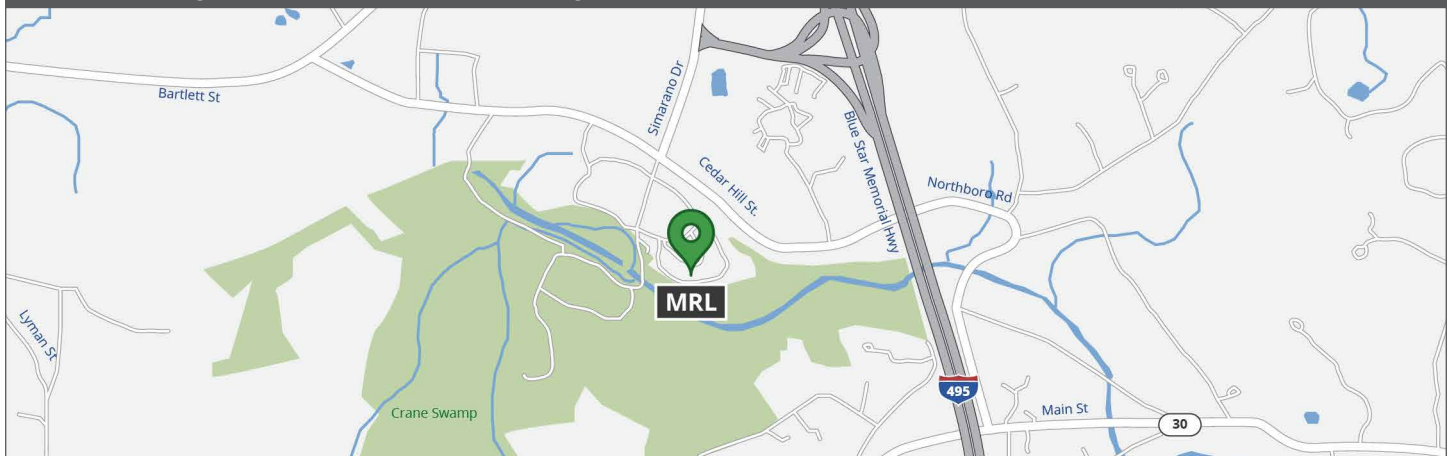 Bartlett St
Simarano Dr
Cedar Hill St.
Blue Star Memorial Hwy
Northboro Rd
MRL
Lyman St
Crane Swamp
495
Main St
30